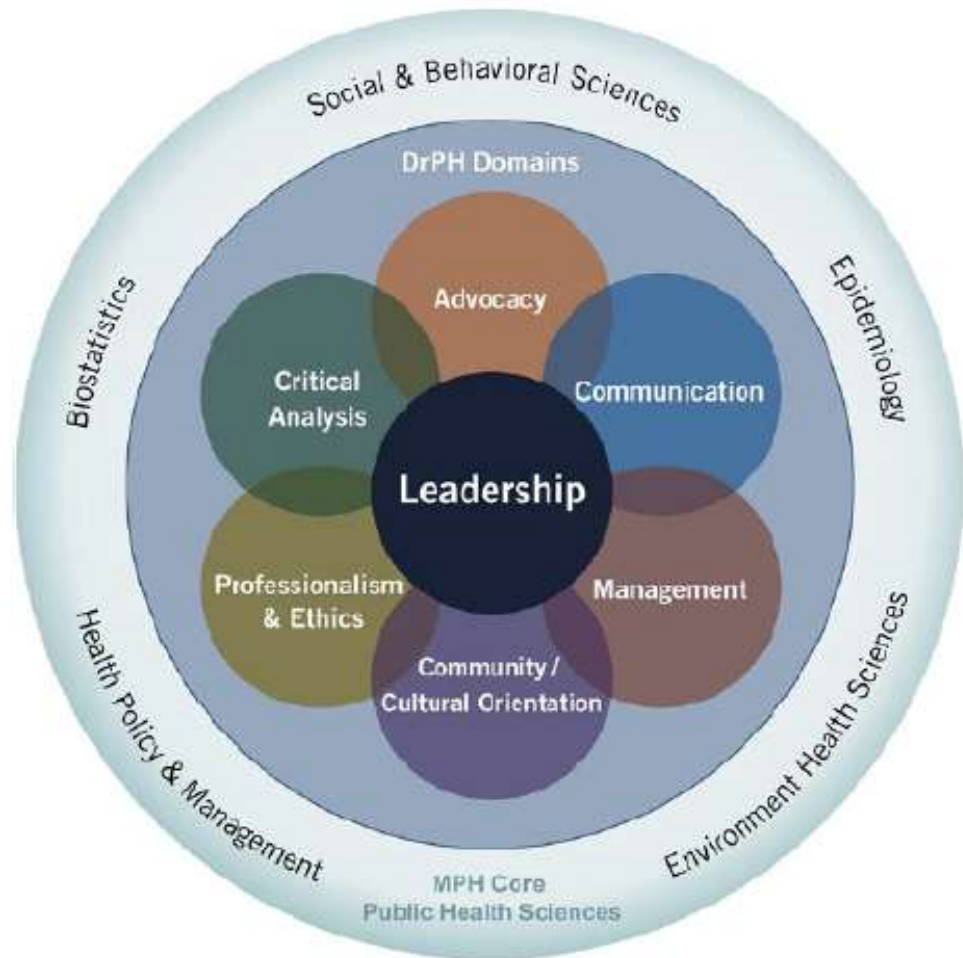 Social & Behavioral Sciences
DrPH Domains
Advocacy
Biostatistics
Epidemiology
Critical
Analysis
Communication
Leadership
Professionalism
& Ethics
Management
Community /
Cultural Orientation
Health Policy & Management
Environment Health Sciences
MPH Core
Public Health Sciences